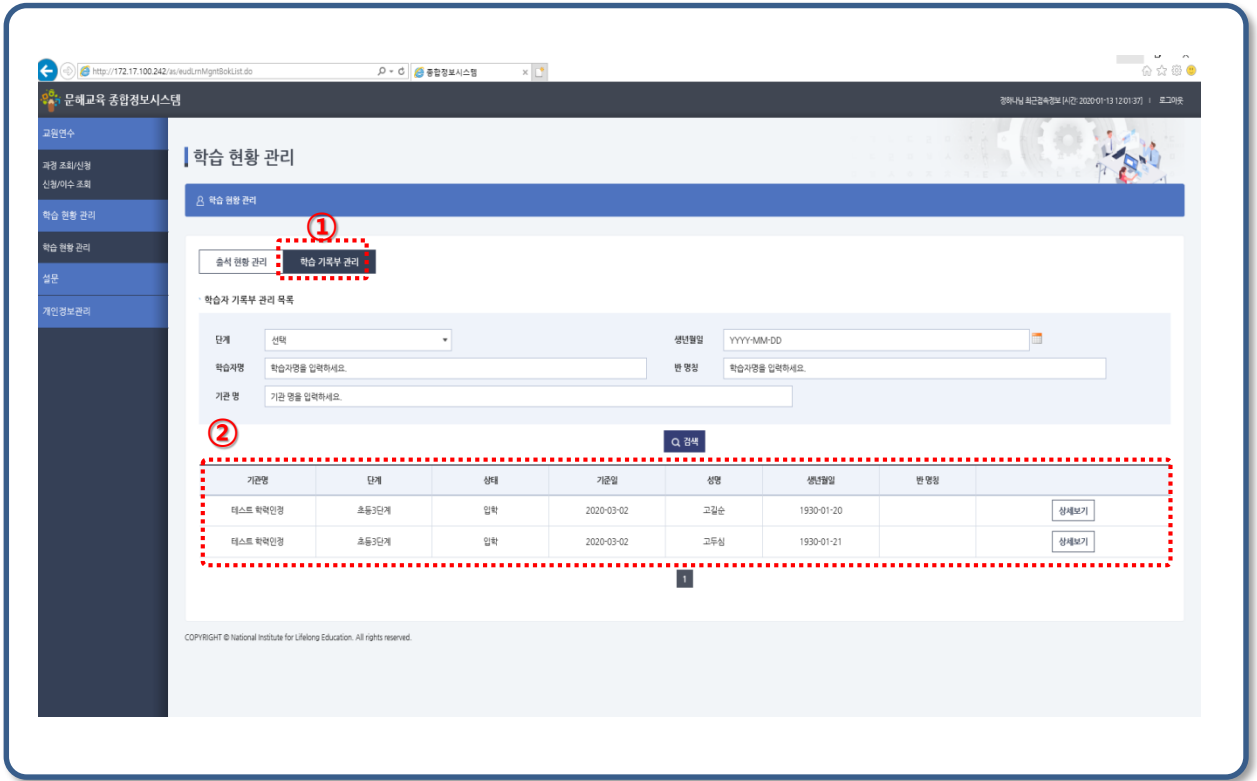 http://172.17.100.242/as/eudLrnMgntBokList.do
종합정보시스템
문해교육 종합정보시스템
정하나님 최근접속정보 [시간: 2020-01-13 12:01:37] | 로그아웃
교원연수
과정 조회/신청
신청/이수 조회
학습 현황 관리
학습 현황 관리
설문
개인정보관리
학습 현황 관리
학습 현황 관리
①
출석 현황 관리 학습 기록부 관리
학습자 기록부 관리 목록
단계 선택 생년월일 YYYY-MM-DD
학습자명 학습자명을 입력하세요. 반 명칭 학습자명을 입력하세요.
기관 명 기관 명을 입력하세요.
②
검색
기관명 단계 상태 기준일 성명 생년월일 반 명칭
테스트 학력인정 초등3단계 입학 2020-03-02 고길순 1930-01-20 상세보기
테스트 학력인정 초등3단계 입학 2020-03-02 고두심 1930-01-21 상세보기
1
COPYRIGHT © National Institute for Lifelong Education. All rights reserved.